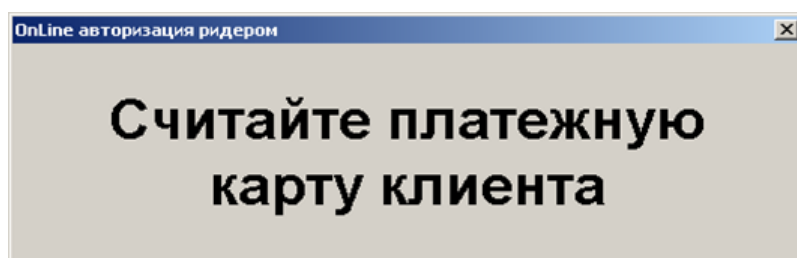 OnLine авторизация ридером
Считайте платежную
карту клиента